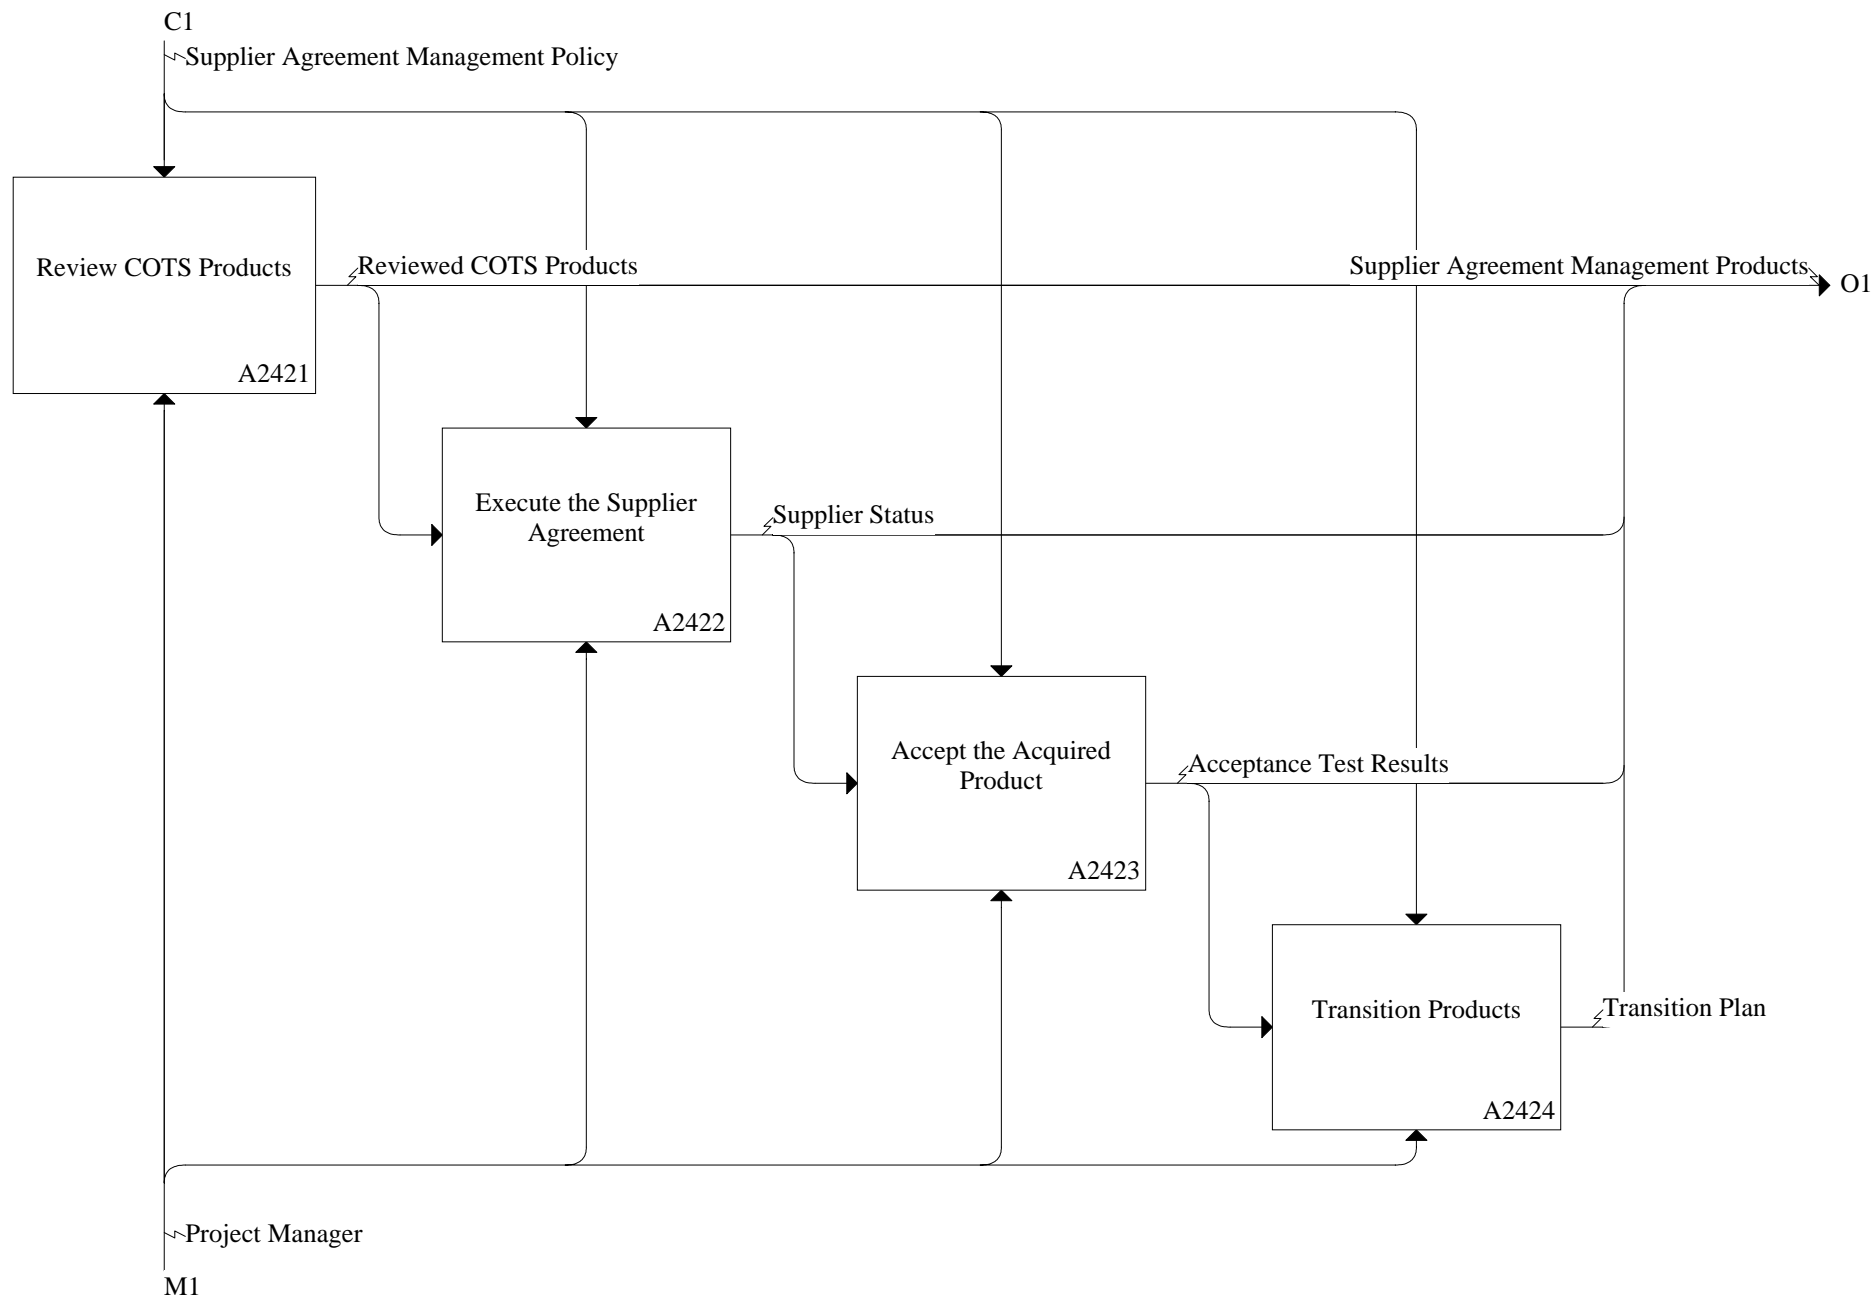 C1
Supplier Agreement Management Policy
Review COTS Products
A2421
Reviewed COTS Products
Supplier Agreement Management Products
O1
Execute the Supplier
Agreement
A2422
Supplier Status
Accept the Acquired
Product
A2423
Acceptance Test Results
Transition Products
A2424
Transition Plan
Project Manager
M1